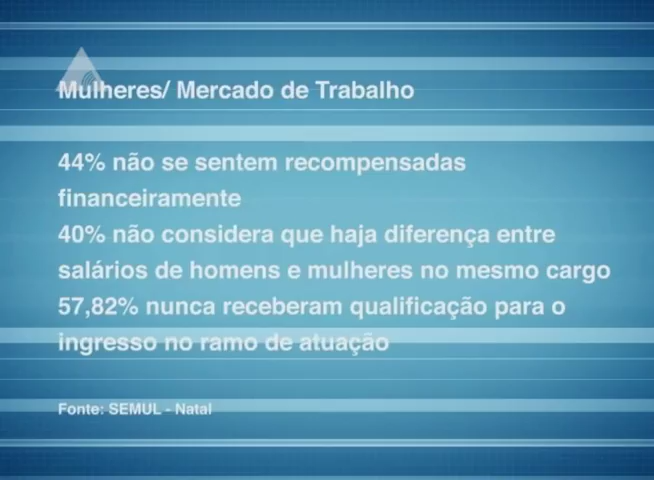 Mulheres/ Mercado de Trabalho
44% não se sentem recompensadas
financeiramente
40% não considera que haja diferença entre
salários de homens e mulheres no mesmo cargo
57,82% nunca receberam qualificação para o
ingresso no ramo de atuação
Fonte: SEMUL - Natal